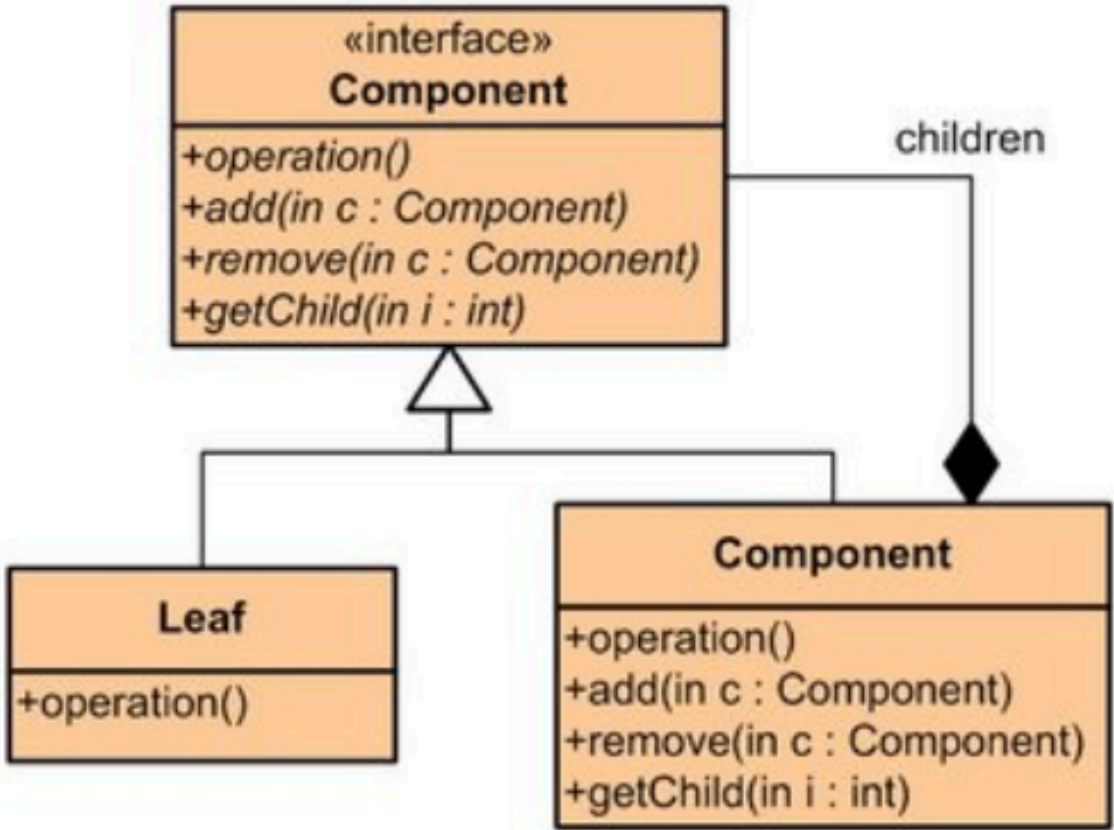 «interface»
Component
+operation()
+add(in c : Component)
+remove(in c : Component)
+getChild(in i : int)
children
Leaf
+operation()
Component
+operation()
+add(in c : Component)
+remove(in c : Component)
+getChild(in i : int)